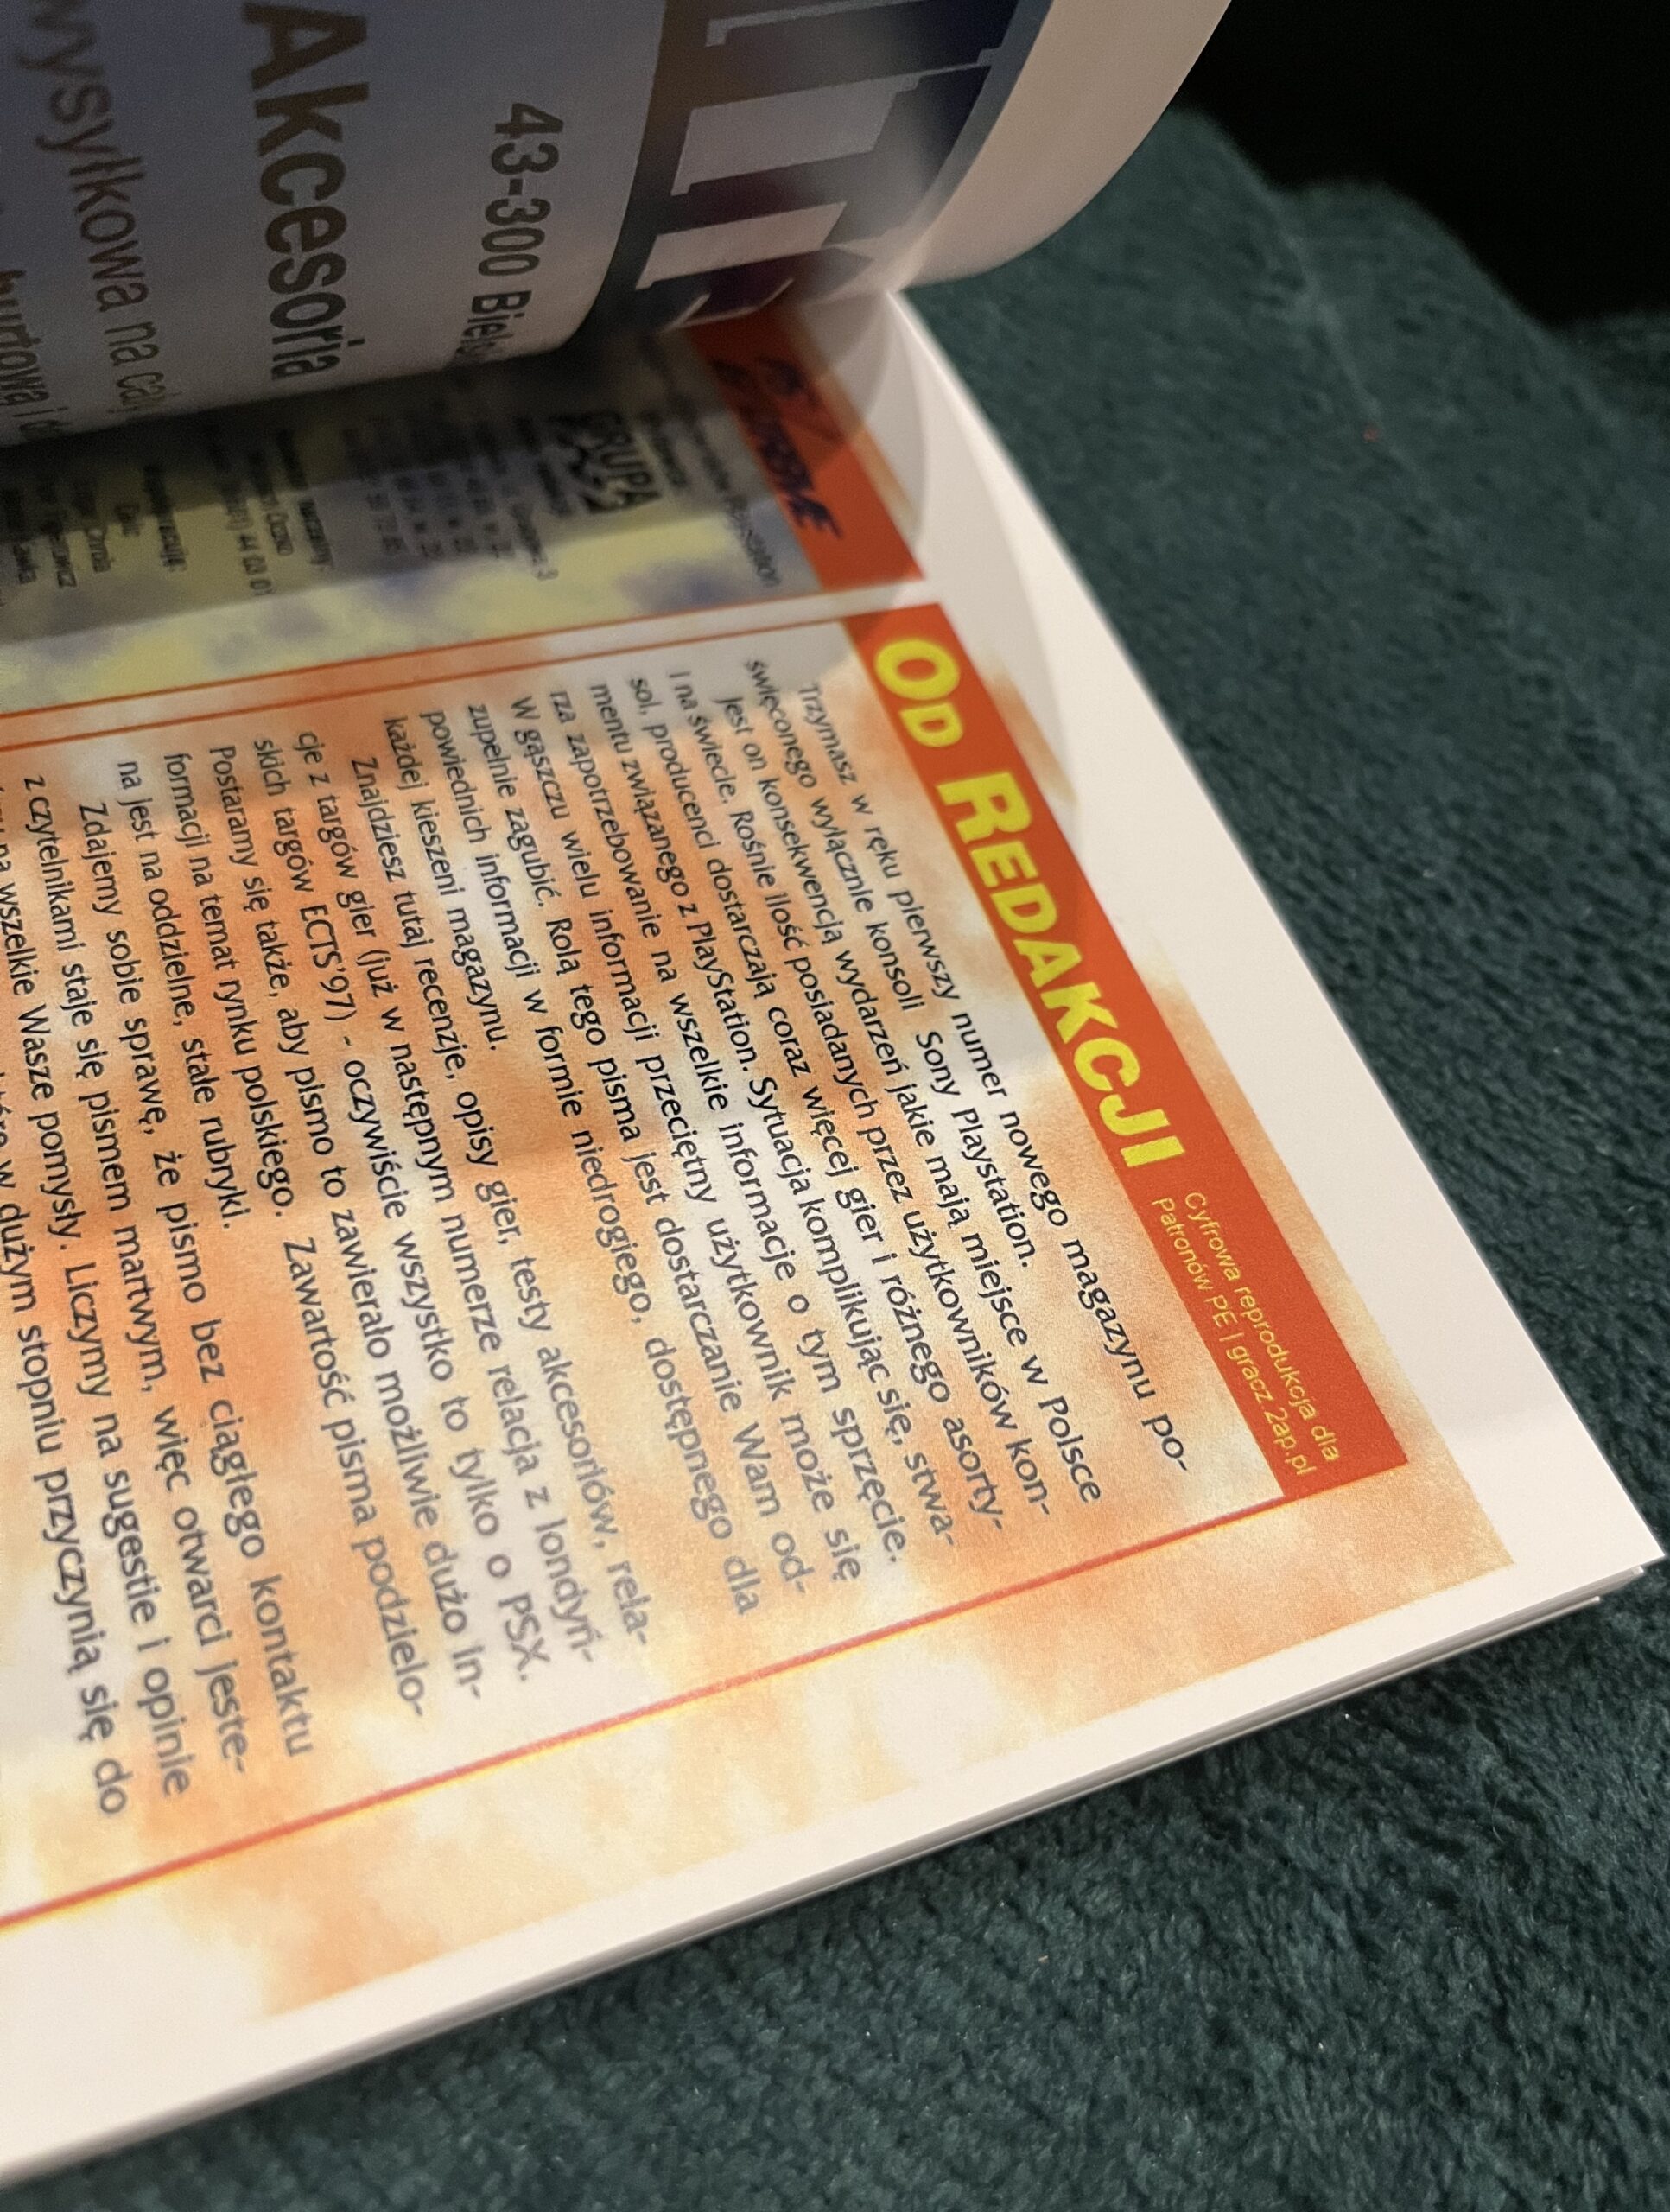 Akcesoria
wysyłkowa na
43-300
GRUPA
OD REDAKCJI
Cyfrowa reprodukcja dla
Patronów PE i gracz 2ap.pl
Trzymasz w ręku pierwszy numer nowego magazynu po-
święconego wyłącznie konsoli Sony Playstation.
Jest on konsekwencją wydarzeń jakie mają miejsce w Polsce
i na świecie. Rośnie ilość posiadanych przez użytkowników kon-
sol, producenci dostarczają coraz więcej gier i różnego asorty-
mentu związanego z PlayStation. Sytuacja komplikując się, stwa-
rza zapotrzebowanie na wszelkie informacje o tym sprzęcie.
W gąszczu wielu informacji przeciętny użytkownik może się
zupełnie zagubić. Rolą tego pisma jest dostarczanie Wam od-
powiednich informacji w formie niedrogiego, dostępnego dla
każdej kieszeni magazynu.
Znajdziesz tutaj recenzje, opisy gier, testy akcesoriów, rela-
cje z targów gier (już w następnym numerze relacja z londyń-
skich targów ECTS'97) - oczywiście wszystko to tylko o PSX.
Postaramy się także, aby pismo to zawierało możliwie dużo in-
formacji na temat rynku polskiego. Zawartość pisma podzielo-
na jest na oddzielne, stałe rubryki.
Zdajemy sobie sprawę, że pismo bez ciągłego kontaktu
z czytelnikami staje się pismem martwym, więc otwarci jeste-
na wszelkie Wasze pomysły. Liczymy na sugestie i opinie
w dużym stopniu przyczynią się do